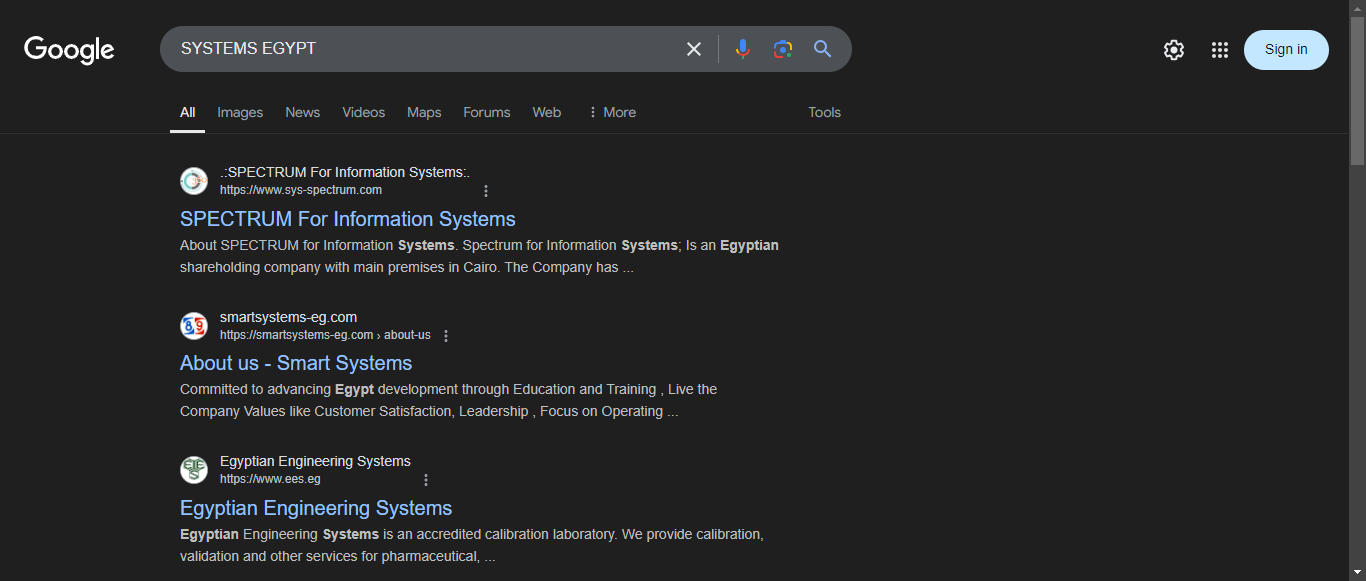 Google
SYSTEMS EGYPT
Sign in
All Images News Videos Maps Forums Web More Tools
.:SPECTRUM For Information Systems:.
https://www.sys-spectrum.com
SPECTRUM For Information Systems
About SPECTRUM for Information Systems. Spectrum for Information Systems; Is an Egyptian
shareholding company with main premises in Cairo. The Company has ...
89
smartsystems-eg.com
https://smartsystems-eg.com › about-us
About us - Smart Systems
Committed to advancing Egypt development through Education and Training , Live the
Company Values like Customer Satisfaction, Leadership , Focus on Operating ...
EES
Egyptian Engineering Systems
https://www.ees.eg
Egyptian Engineering Systems
Egyptian Engineering Systems is an accredited calibration laboratory. We provide calibration,
validation and other services for pharmaceutical, ...